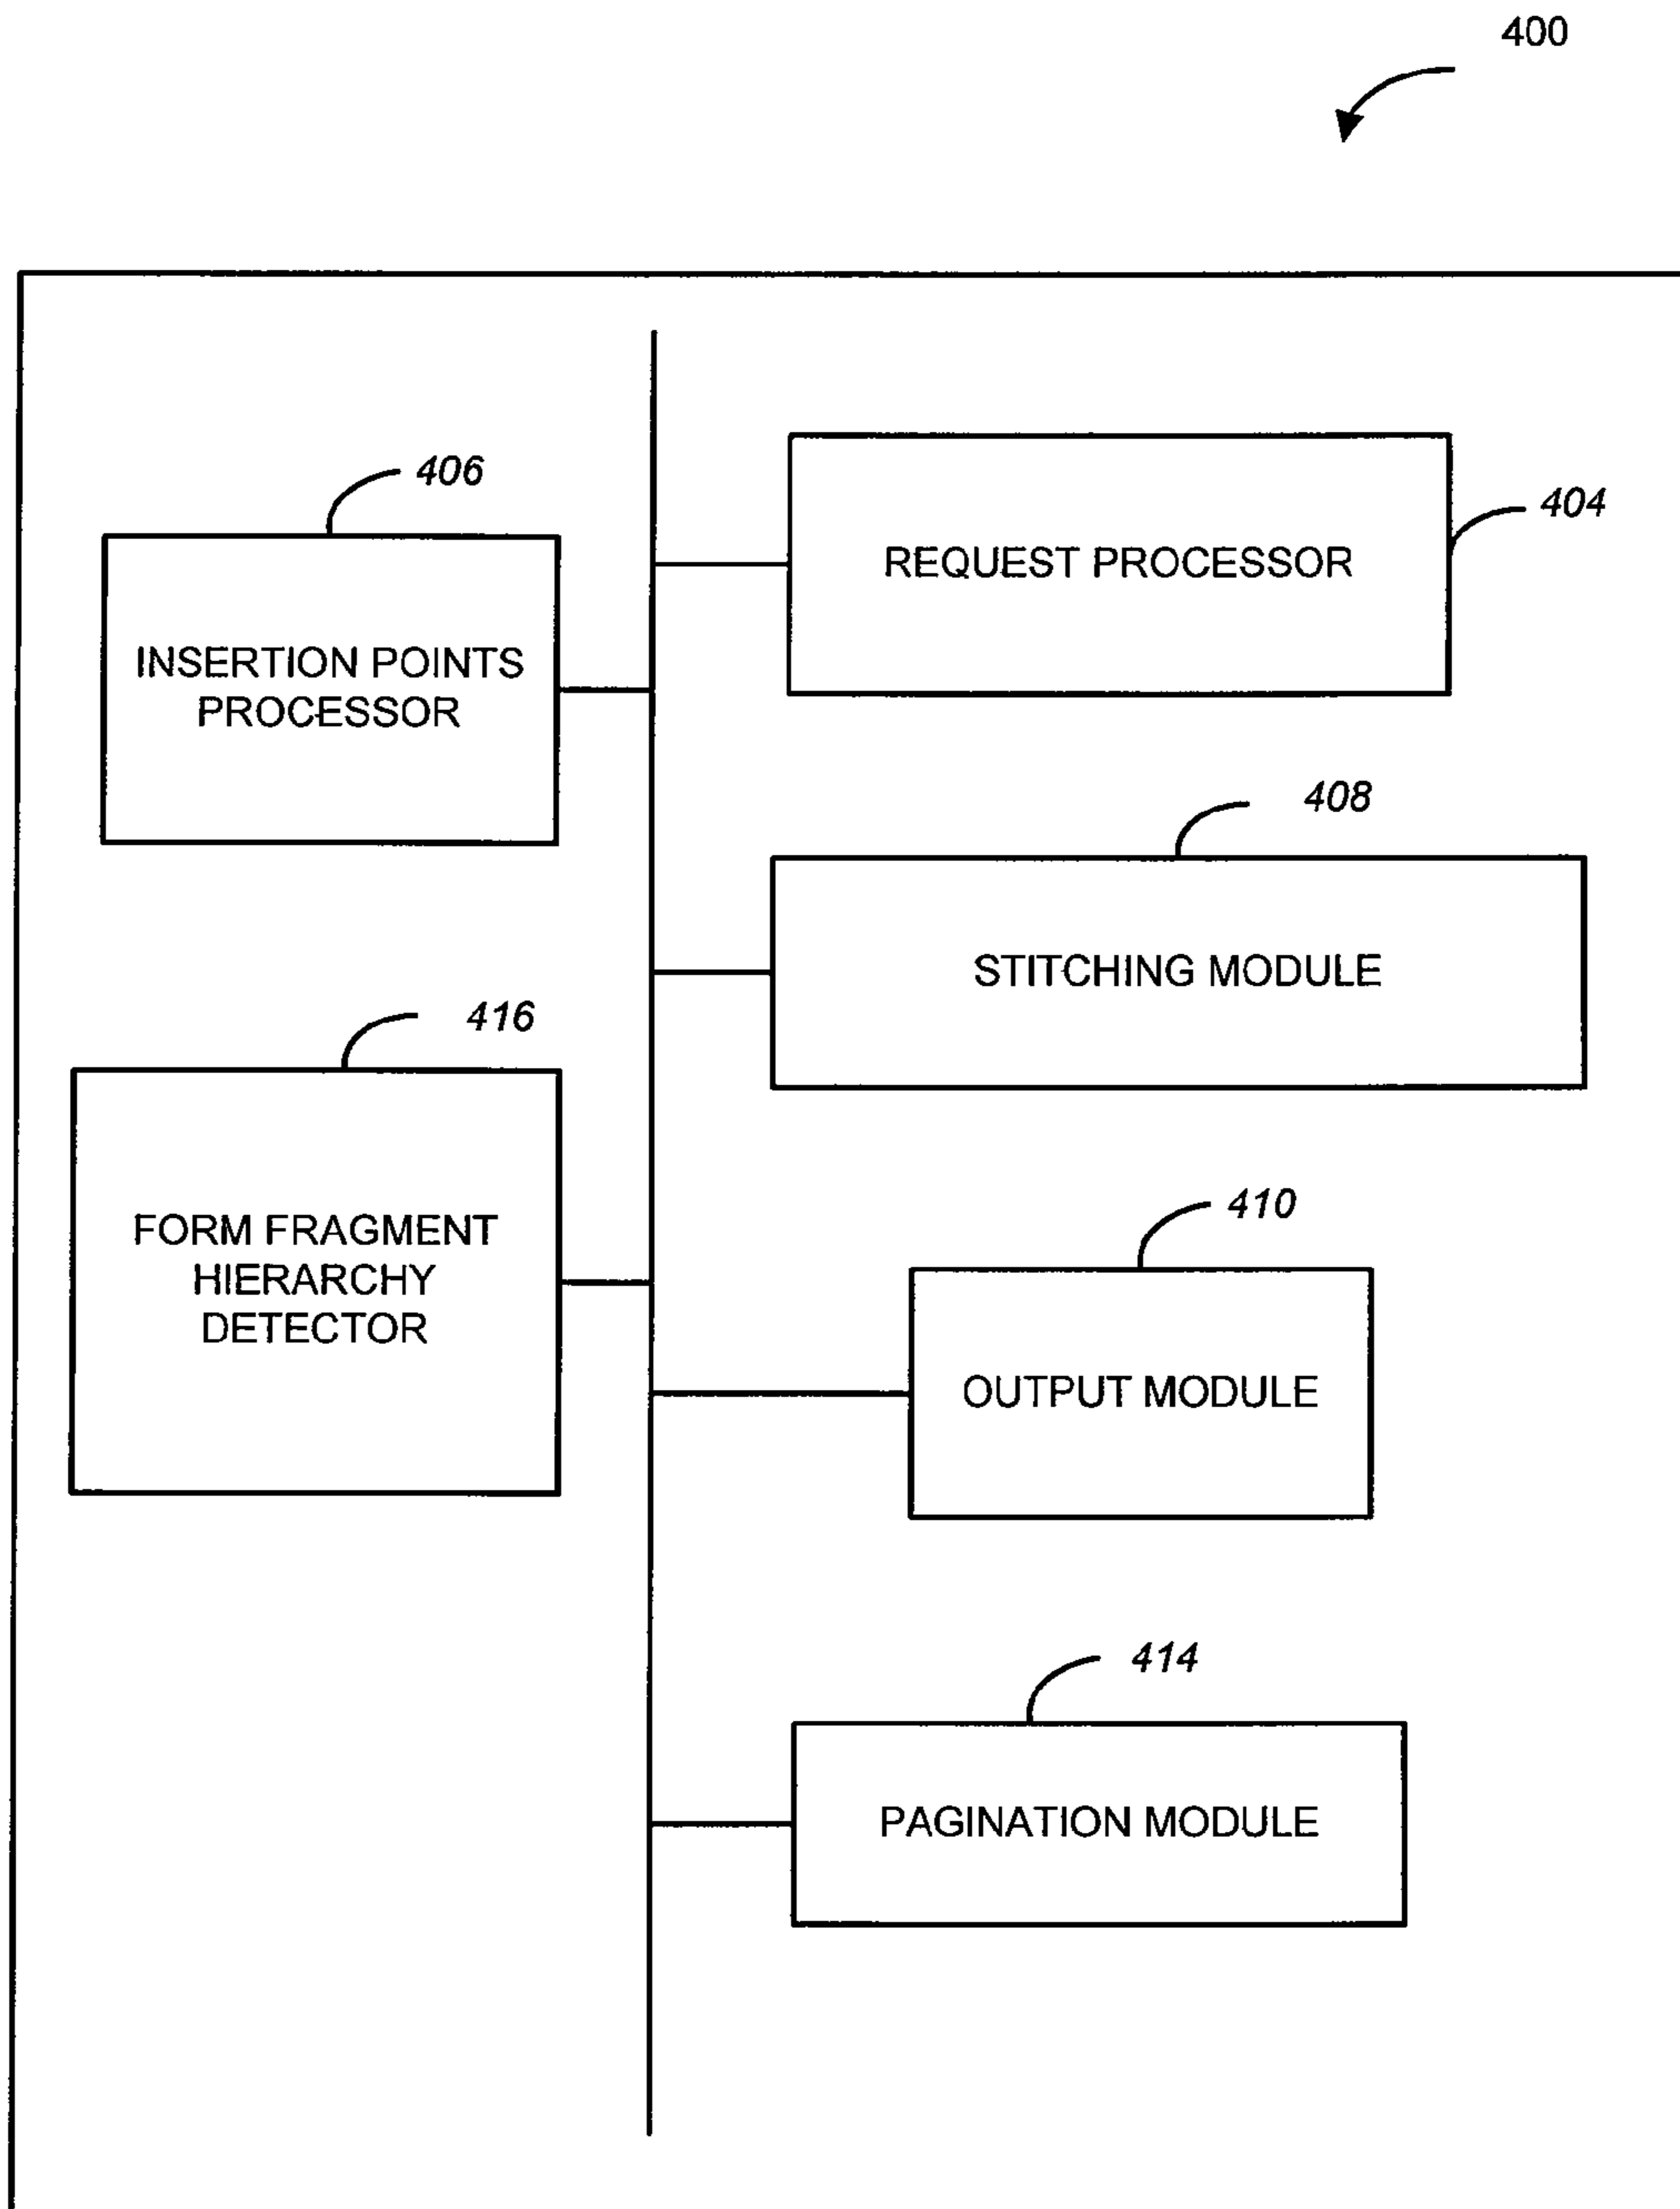 400
406
404
REQUEST PROCESSOR
INSERTION POINTS
PROCESSOR
408
STITCHING MODULE
416
FORM FRAGMENT
HIERARCHY
DETECTOR
410
OUTPUT MODULE
414
PAGINATION MODULE